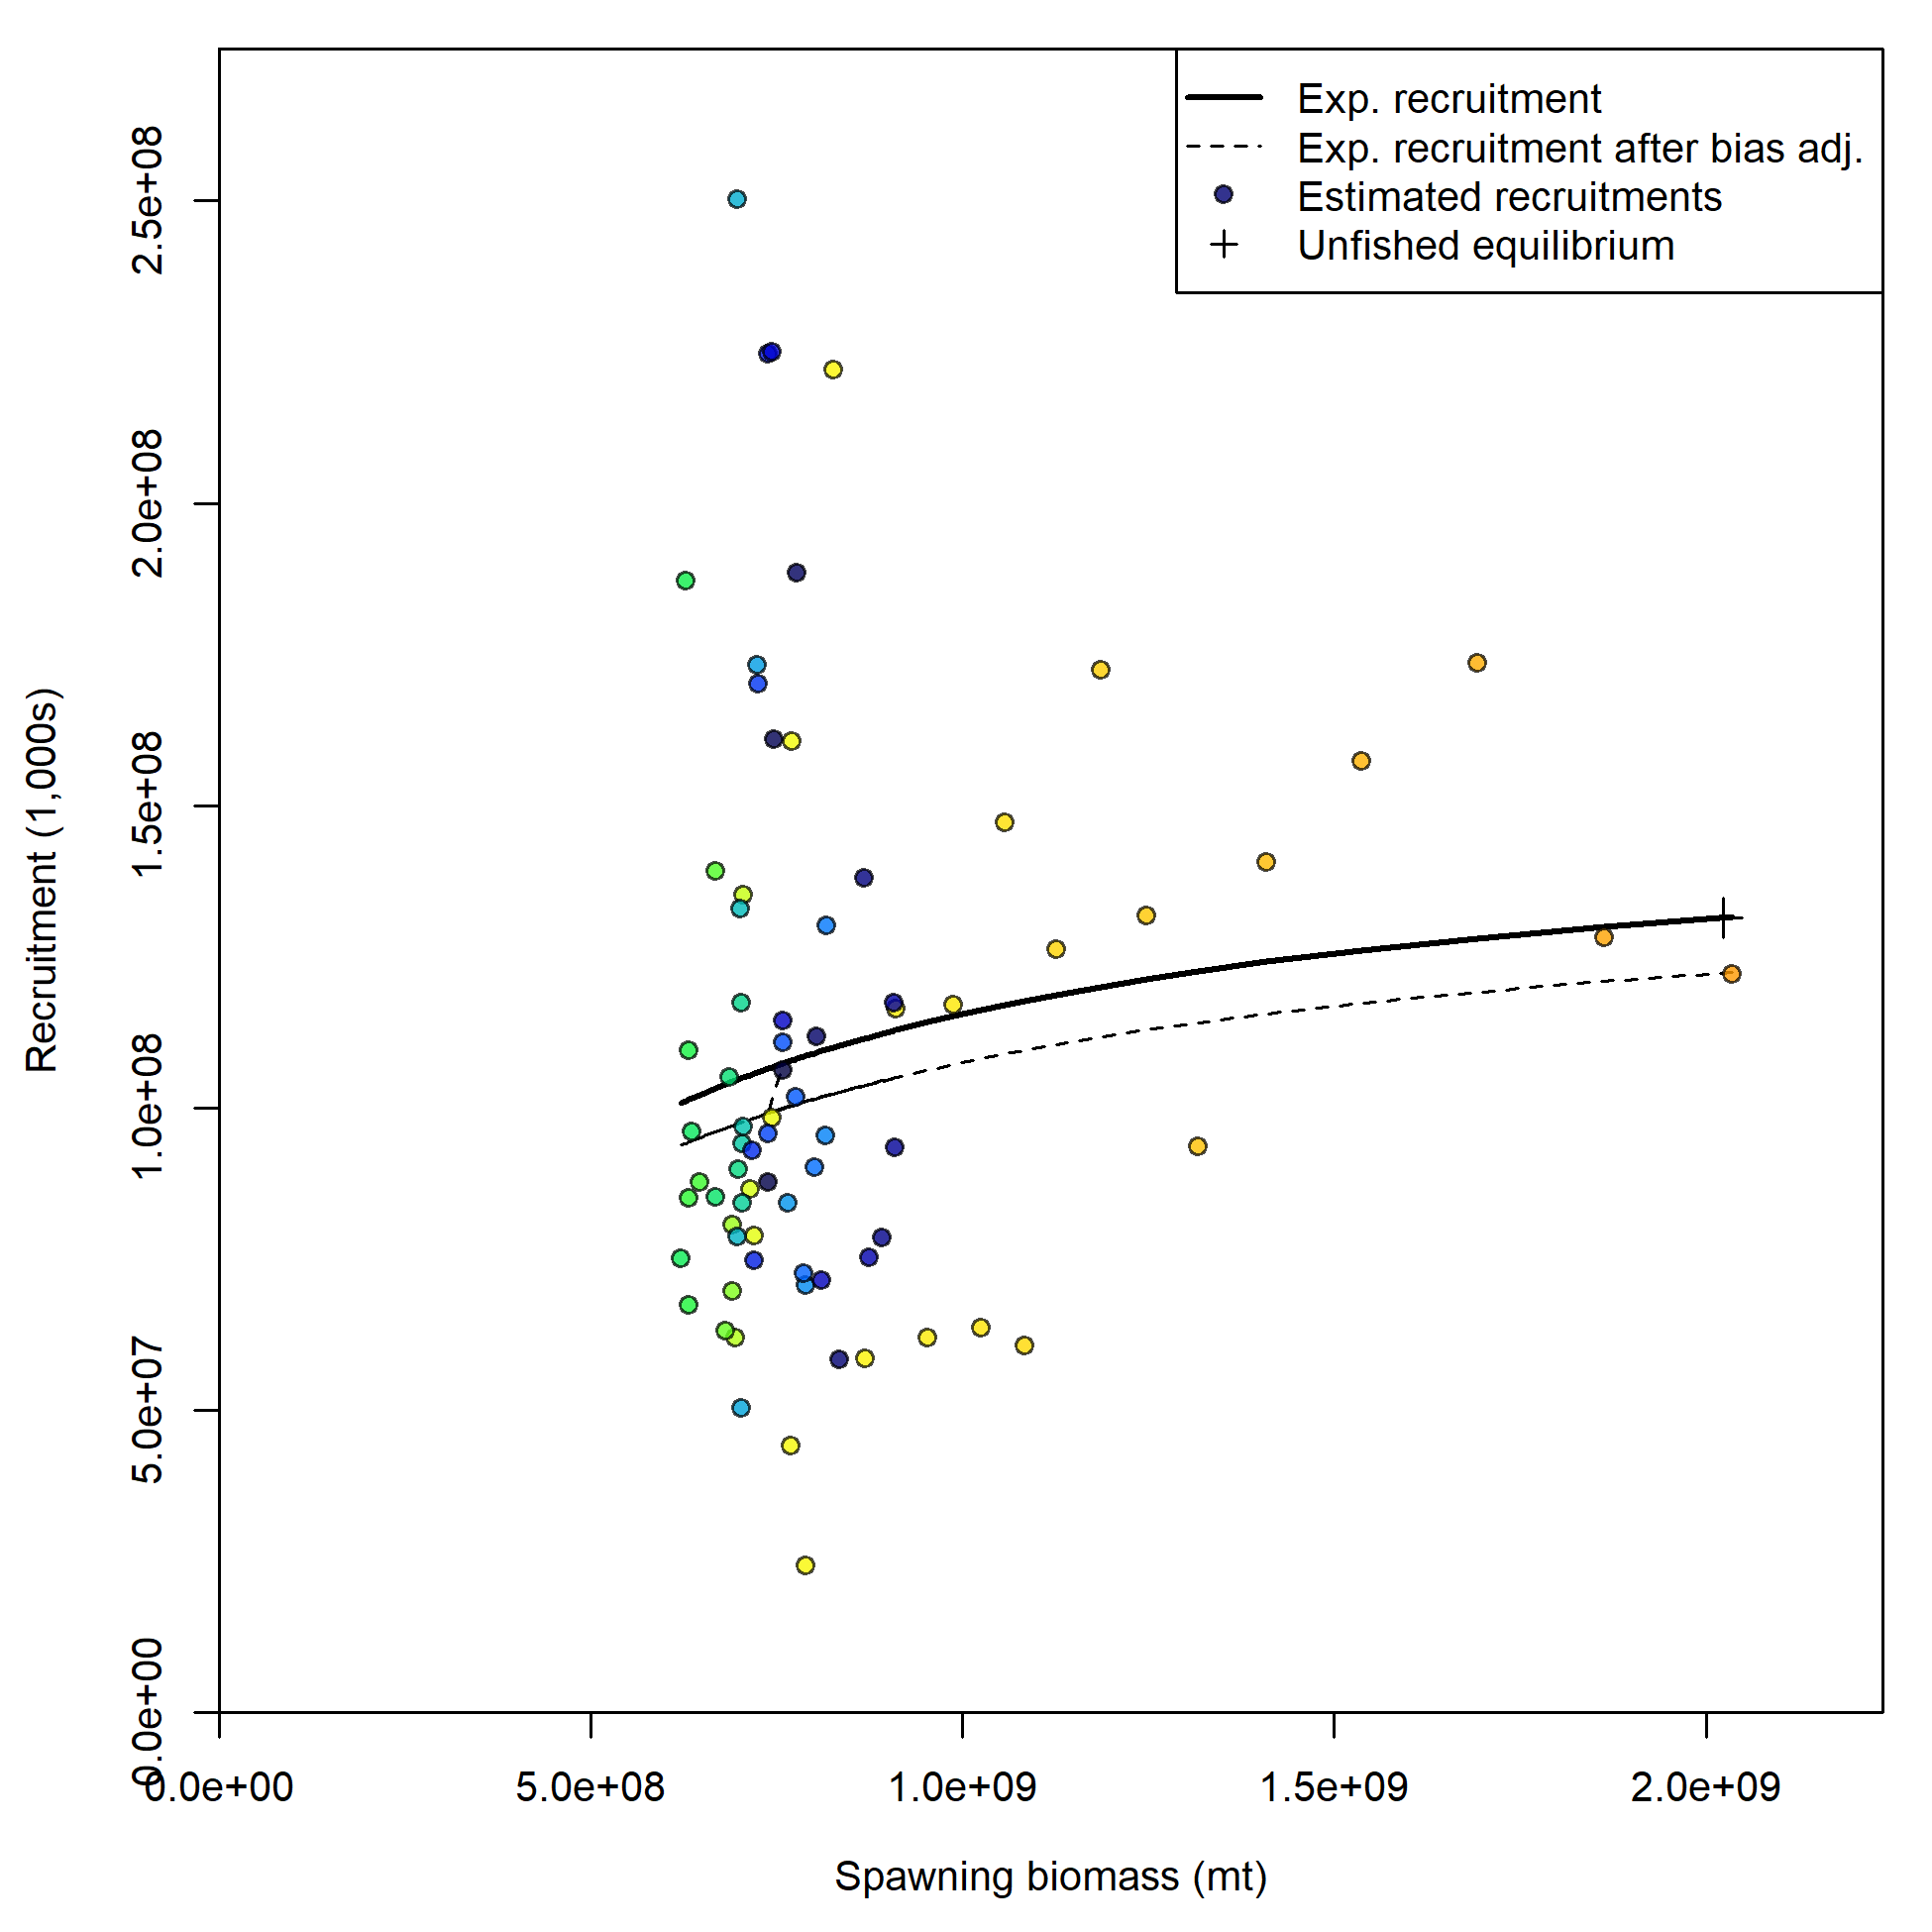 Exp. recruitment
Exp. recruitment after bias adj.
Estimated recruitments
Unfished equilibrium
Recruitment (1,000s)
2.5e+08
2.0e+08
1.5e+08
1.0e+08
5.0e+07
0.0e+00
0.0e+00 5.0e+08 1.0e+09 1.5e+09 2.0e+09
Spawning biomass (mt)